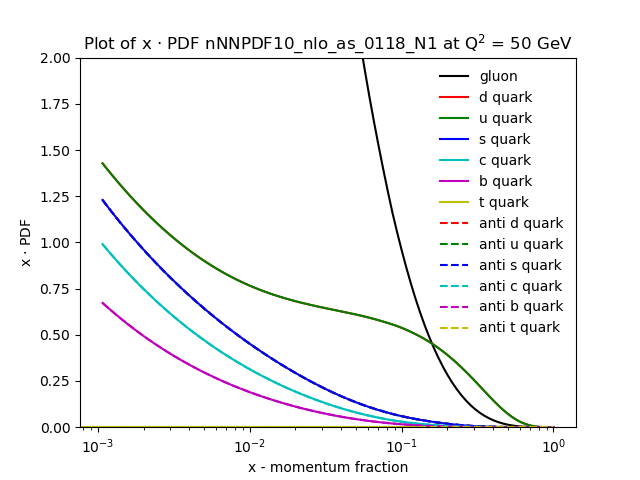 Plot of x · PDF nNNPDF10_nlo_as_0118_N1 at Q² = 50 GeV
2.00
1.75
1.50
1.25
1.00
0.75
0.50
0.25
0.00
x · PDF
gluon
d quark
u quark
s quark
c quark
b quark
t quark
anti d quark
anti u quark
anti s quark
anti c quark
anti b quark
anti t quark
10⁻³ 10⁻² 10⁻¹ 10⁰
x - momentum fraction